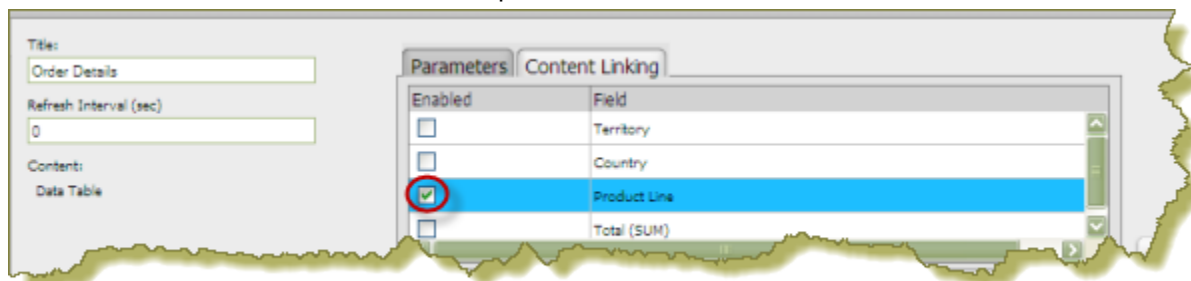 Title:
Order Details
Refresh Interval (sec)
0
Content:
Data Table
Parameters Content Linking
Enabled Field
Territory
Country
Product Line
Total (SUM)